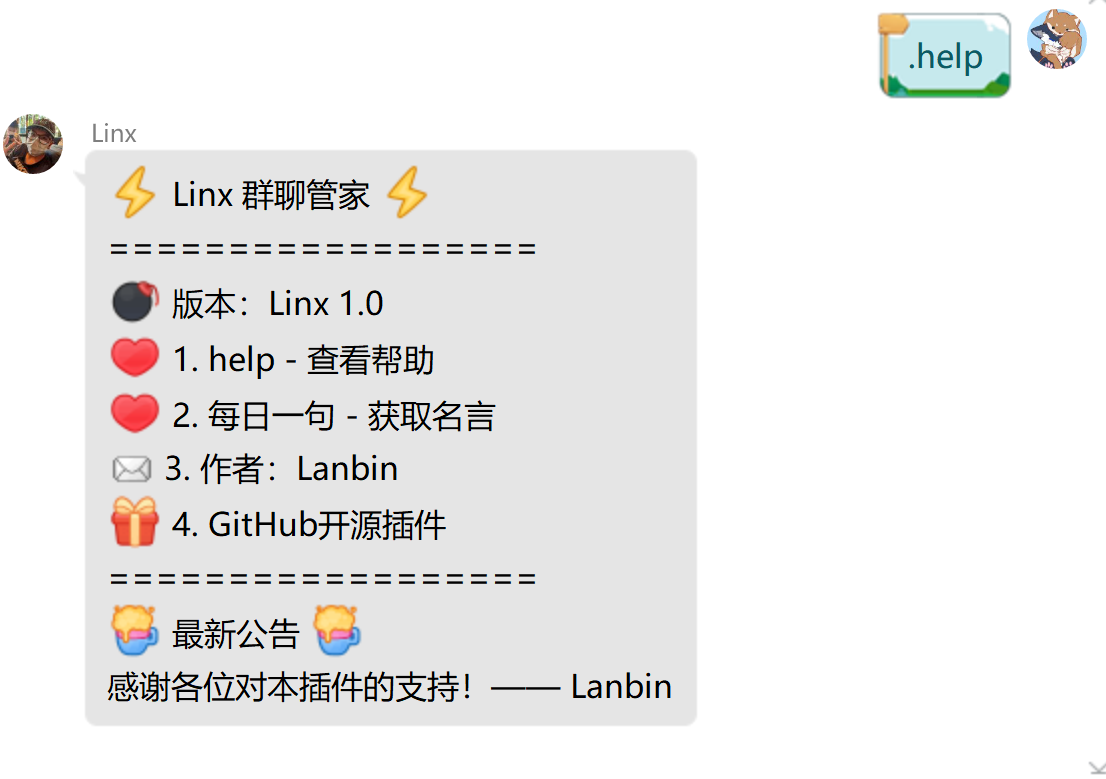 .help
Linx
⚡ Linx 群聊管家 ⚡
==================
💣 版本：Linx 1.0
❤ 1. help - 查看帮助
❤ 2. 每日一句 - 获取名言
✉ 3. 作者：Lanbin
🎁 4. GitHub开源插件
==================
最新公告
感谢各位对本插件的支持！—— Lanbin